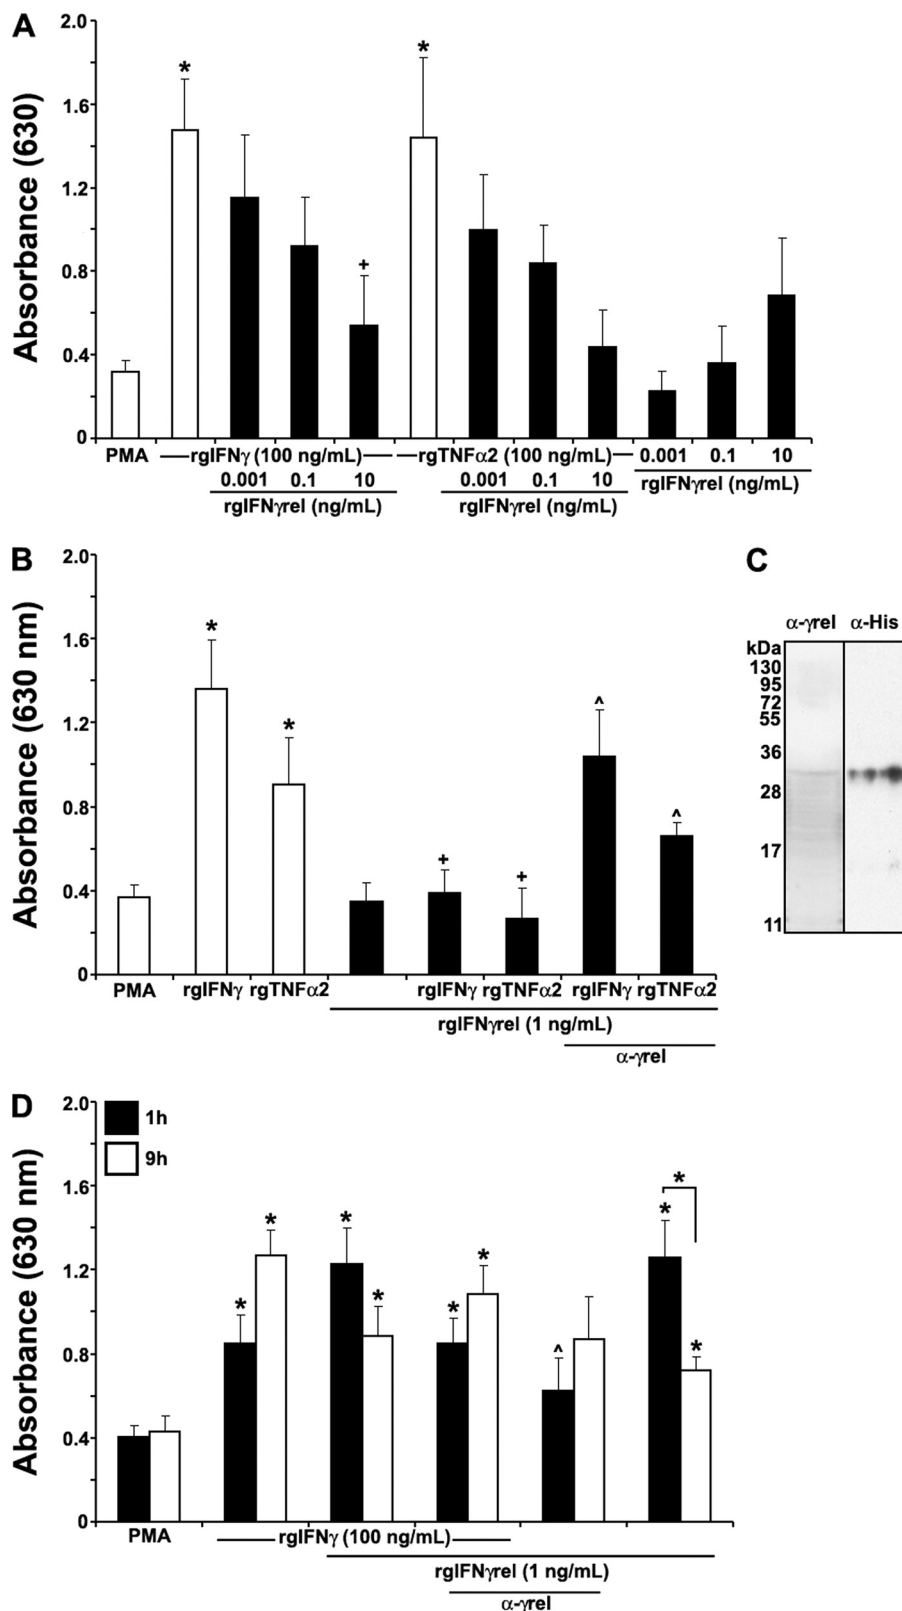 A
Absorbance (630)
2.0
1.6
1.2
0.8
0.4
0
*
+
*
PMA
rgIFNγ (100 ng/mL)
rgTNFα2 (100 ng/mL)
0.001 0.1 10
0.001 0.1 10
0.001 0.1 10
rgIFNγrel (ng/mL)
rgIFNγrel (ng/mL)
rgIFNγrel (ng/mL)
B
Absorbance (630 nm)
2.0
1.6
1.2
0.8
0.4
0
*
*
+
+
^
^
PMA rgIFNγ rgTNFα2 rgIFNγ rgTNFα2 rgIFNγ rgTNFα2
rgIFNγrel (1 ng/mL)
α-γrel
C
α-γrel α-His
kDa
130
95
72
55
36
28
17
11
D
Absorbance (630 nm)
2.0
1.6
1.2
0.8
0.4
0
1h
9h
*
*
*
*
*
*
^
*
*
*
PMA
rgIFNγ (100 ng/mL)
rgIFNγrel (1 ng/mL)
α-γrel